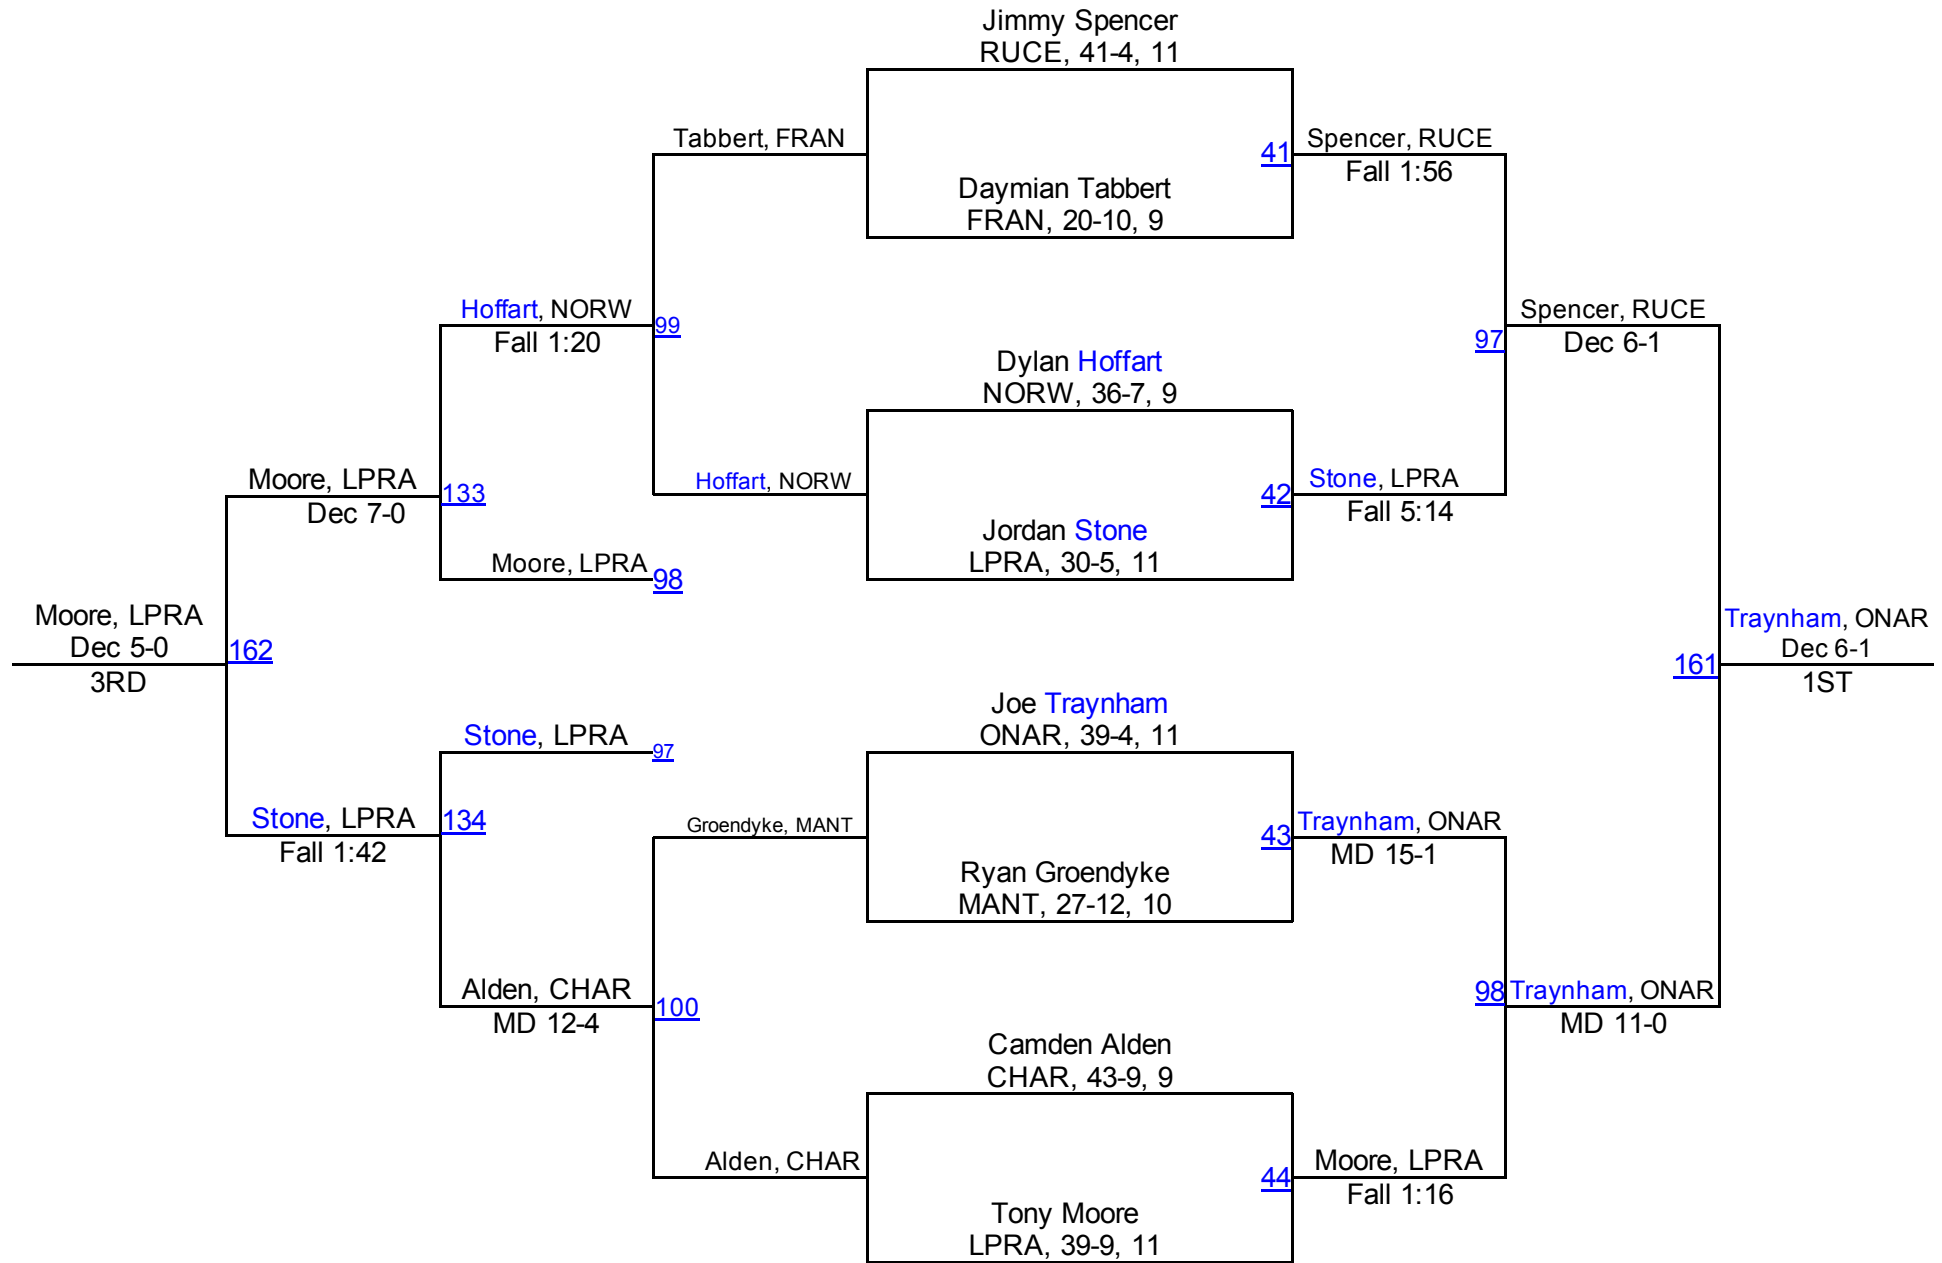 Jimmy Spencer
RUCE, 41-4, 11
Tabbert, FRAN
41
Spencer, RUCE
Fall 1:56
Daymian Tabbert
FRAN, 20-10, 9
Hoffart, NORW
Fall 1:20
99
Spencer, RUCE
Dec 6-1
97
Dylan Hoffart
NORW, 36-7, 9
Moore, LPRA
Dec 7-0
133
Hoffart, NORW
42
Stone, LPRA
Fall 5:14
Jordan Stone
LPRA, 30-5, 11
Moore, LPRA
98
Moore, LPRA
Dec 5-0
3RD
162
Traynham, ONAR
Dec 6-1
1ST
161
Joe Traynham
ONAR, 39-4, 11
Stone, LPRA
97
Stone, LPRA
Fall 1:42
134
Groendyke, MANT
43
Traynham, ONAR
MD 15-1
Ryan Groendyke
MANT, 27-12, 10
Alden, CHAR
MD 12-4
100
98
Traynham, ONAR
MD 11-0
Camden Alden
CHAR, 43-9, 9
Alden, CHAR
44
Moore, LPRA
Fall 1:16
Tony Moore
LPRA, 39-9, 11